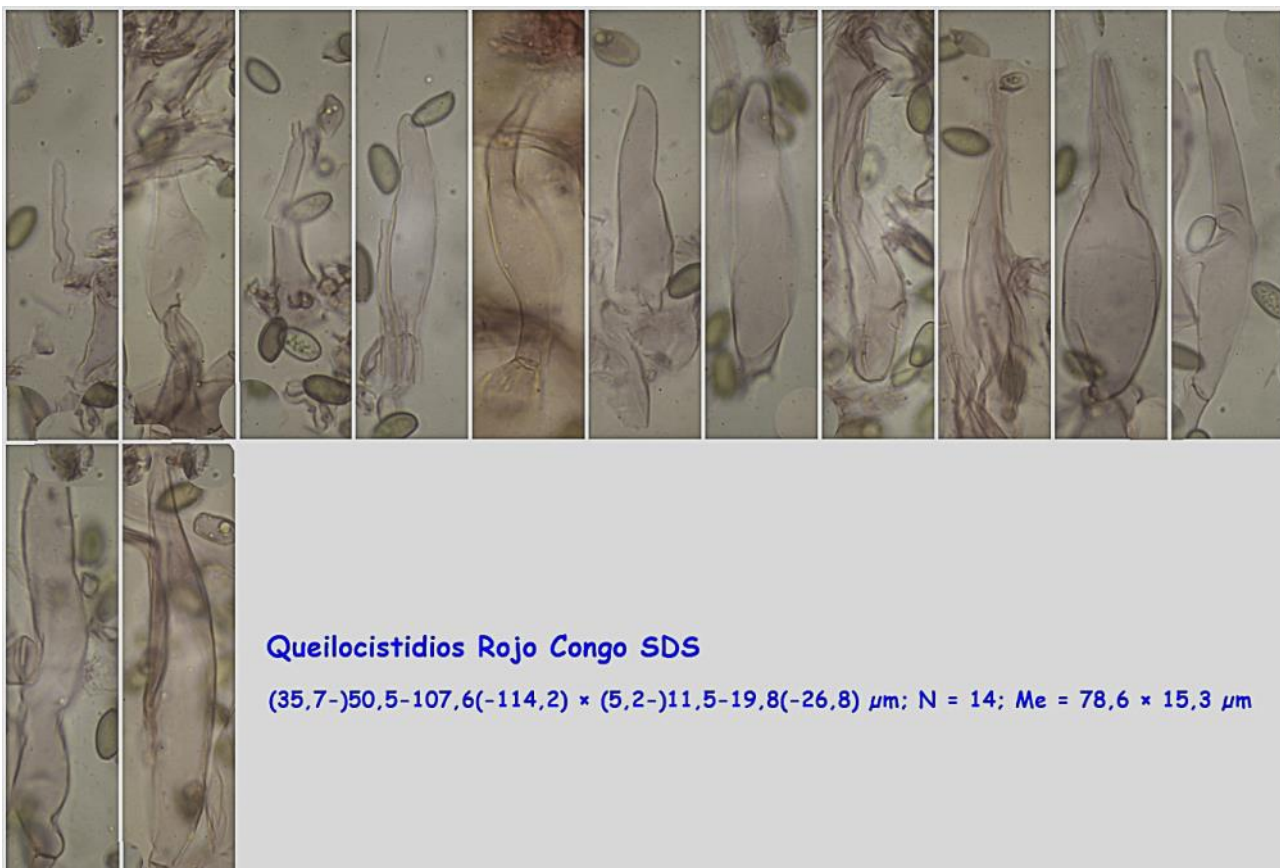 Queilocistidios Rojo Congo SDS
(35,7-)50,5-107,6(-114,2) × (5,2-)11,5-19,8(-26,8) µm; N = 14; Me = 78,6 × 15,3 µm